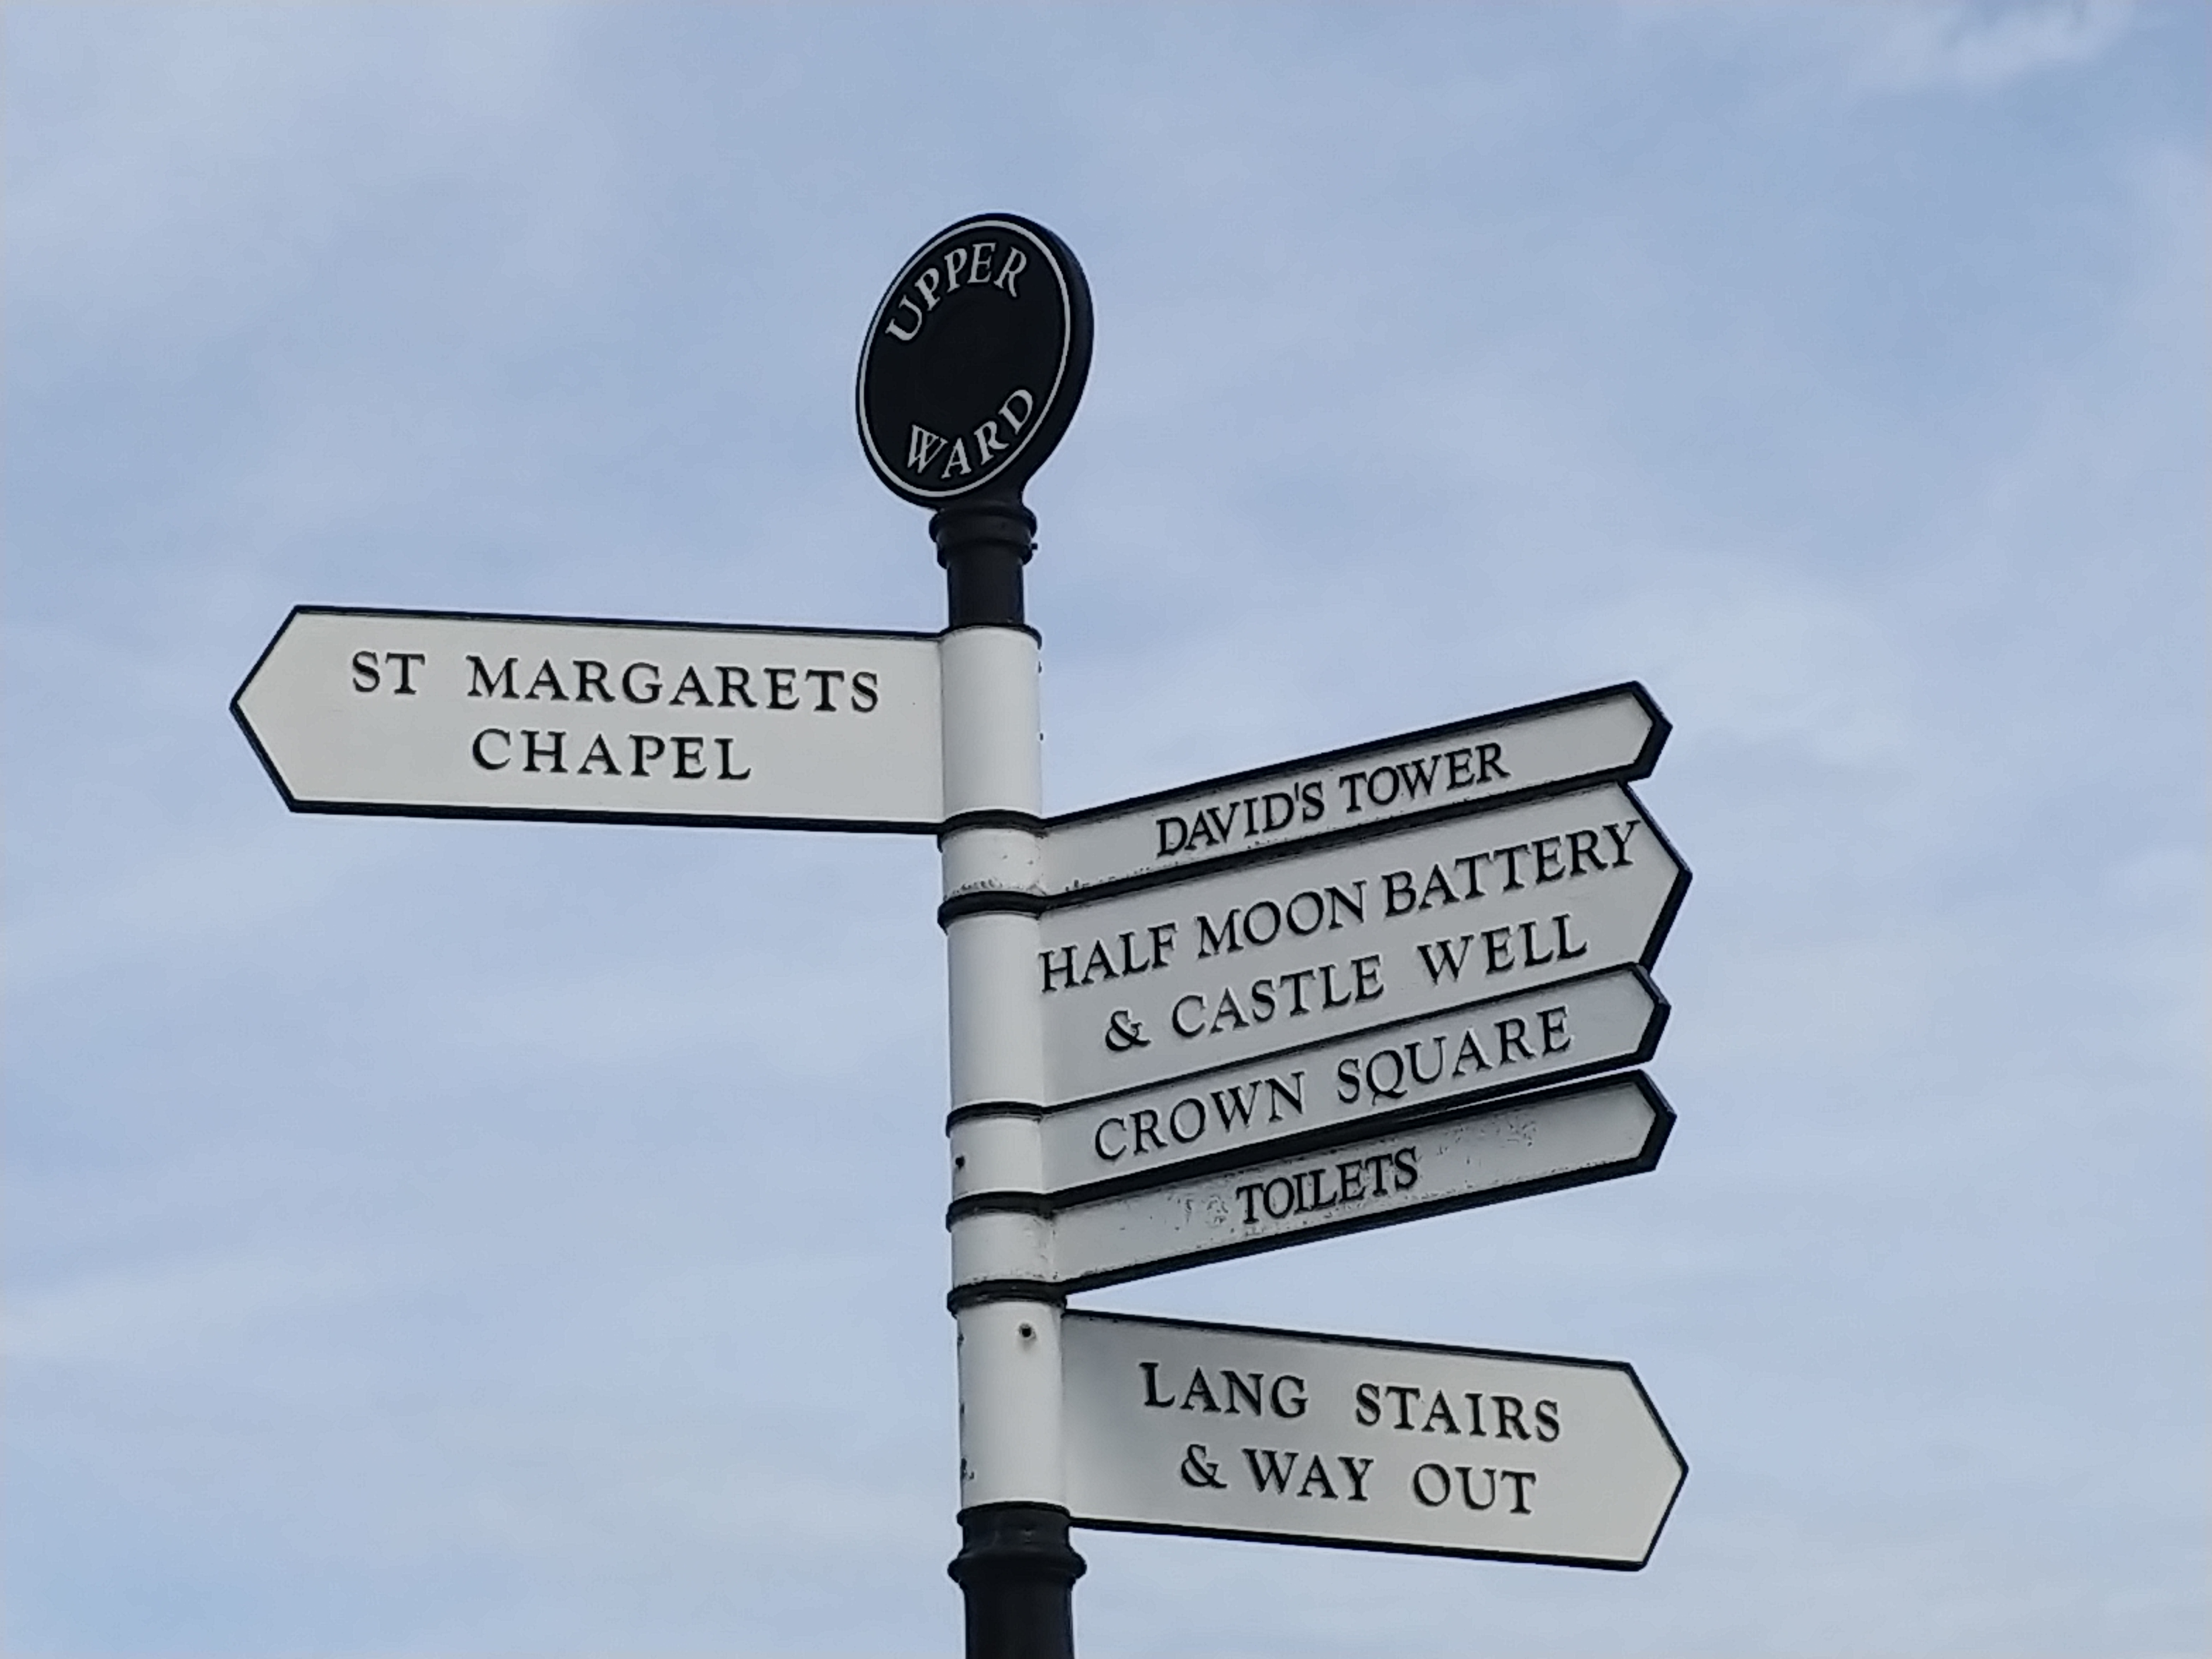 UPPER
WARD
ST MARGARETS
CHAPEL
DAVID'S TOWER
HALF MOON BATTERY
& CASTLE WELL
CROWN SQUARE
TOILETS
LANG STAIRS
& WAY OUT